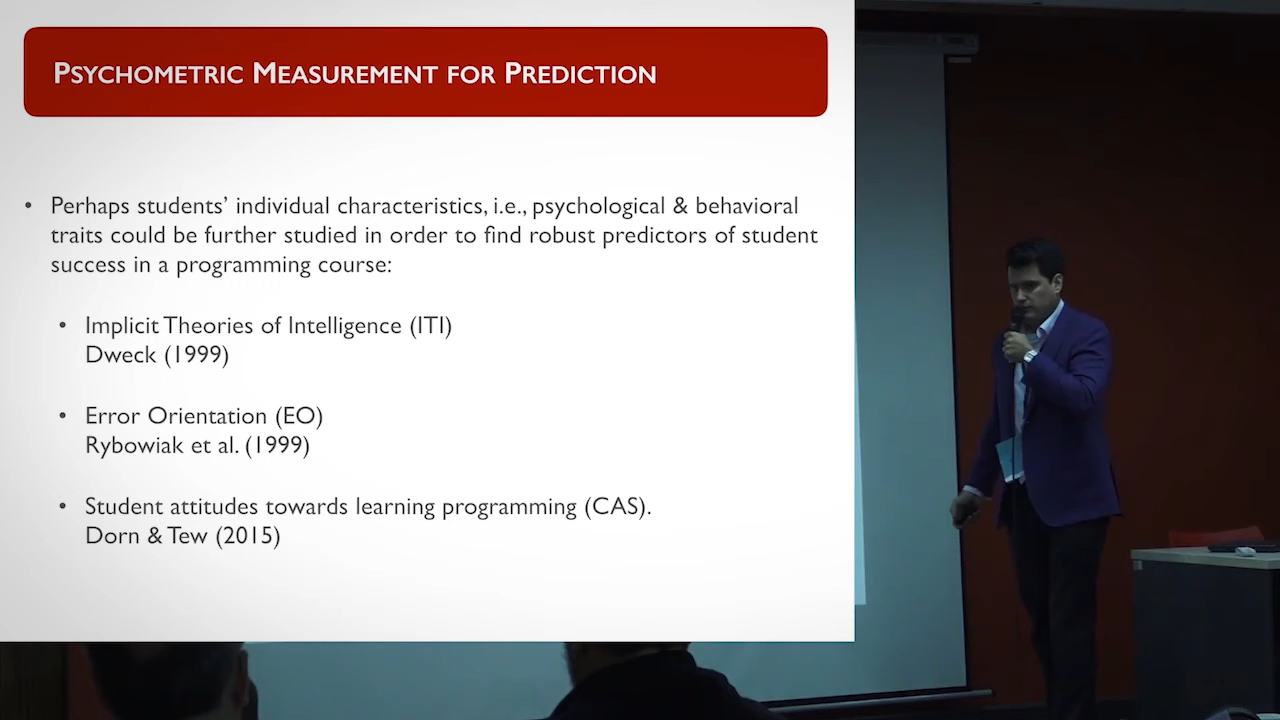 PSYCHOMETRIC MEASUREMENT FOR PREDICTION
• Perhaps students’ individual characteristics, i.e., psychological & behavioral
traits could be further studied in order to find robust predictors of student
success in a programming course:
• Implicit Theories of Intelligence (ITI)
Dweck (1999)
• Error Orientation (EO)
Rybowiak et al. (1999)
• Student attitudes towards learning programming (CAS).
Dorn & Tew (2015)